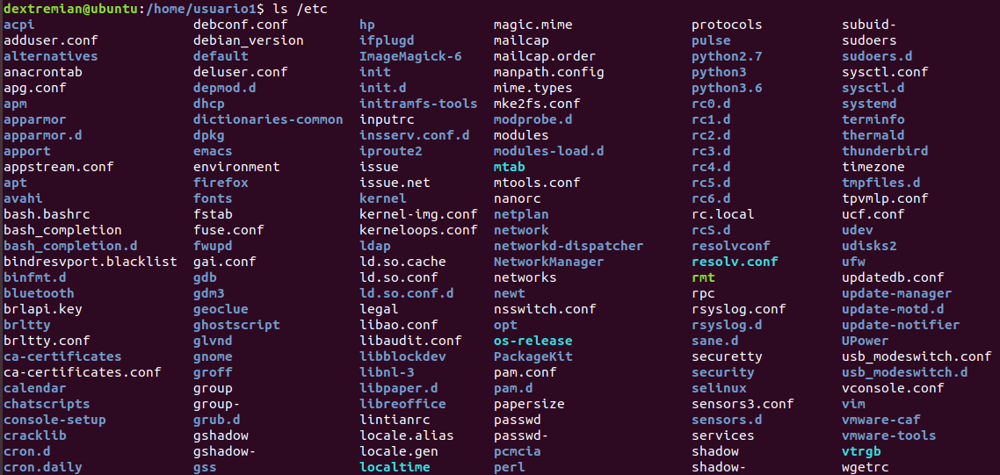 dextremian@ubuntu:/home/usuario1$ ls /etc
acpi debconf.conf hp magic.mime protocols subuid-
adduser.conf debian_version ifplugd mailcap pulse sudoers
alternatives default ImageMagick-6 mailcap.order python2.7 sudoers.d
anacrontab deluser.conf init manpath.config python3 sysctl.conf
apg.conf depmod.d init.d mime.types python3.6 sysctl.d
apm dhcp initramfs-tools mke2fs.conf rc0.d systemd
apparmor dictionaries-common inputrc modprobe.d rc1.d terminfo
apparmor.d dpkg insserv.conf.d modules rc2.d thermald
apport emacs iproute2 modules-load.d rc3.d thunderbird
appstream.conf environment issue mtab rc4.d timezone
apt firefox issue.net mtools.conf rc5.d tmpfiles.d
avahi fonts kernel nanorc rc6.d tpvmlp.conf
bash.bashrc fstab kernel-img.conf netplan rc.local ucf.conf
bash_completion fuse.conf kerneloops.conf network rcS.d udev
bash_completion.d fwupd ldap networkd-dispatcher resolvconf udisks2
bindresvport.blacklist gai.conf ld.so.cache NetworkManager resolv.conf ufw
binfmt.d gdb ld.so.conf networks rmt updatedb.conf
bluetooth gdm3 ld.so.conf.d newt rpc update-manager
brlapi.key geoclue legal nsswitch.conf rsyslog.conf update-motd.d
brltty ghostscript libao.conf opt rsyslog.d update-notifier
brltty.conf glvnd libaudit.conf os-release sane.d UPower
ca-certificates gnome libblockdev PackageKit securetty usb_modeswitch.conf
ca-certificates.conf groff libnl-3 pam.conf security usb_modeswitch.d
calendar group libpaper.d pam.d selinux vconsole.conf
chatscripts group- libreoffice papersize sensors3.conf vim
console-setup grub.d lintianrc passwd sensors.d vmware-caf
cracklib gshadow locale.alias passwd- services vmware-tools
cron.d gshadow- locale.gen pcmcia shadow vtrgb
cron.daily gss localtime perl shadow- wgetrc